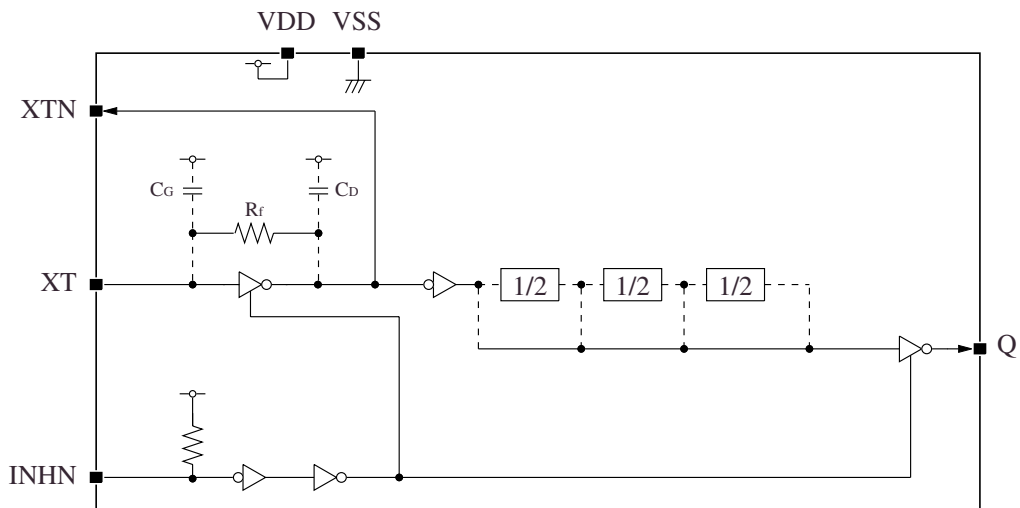 VDD VSS
XTN
CG CD
Rf
XT
1/2 1/2 1/2
Q
INHN